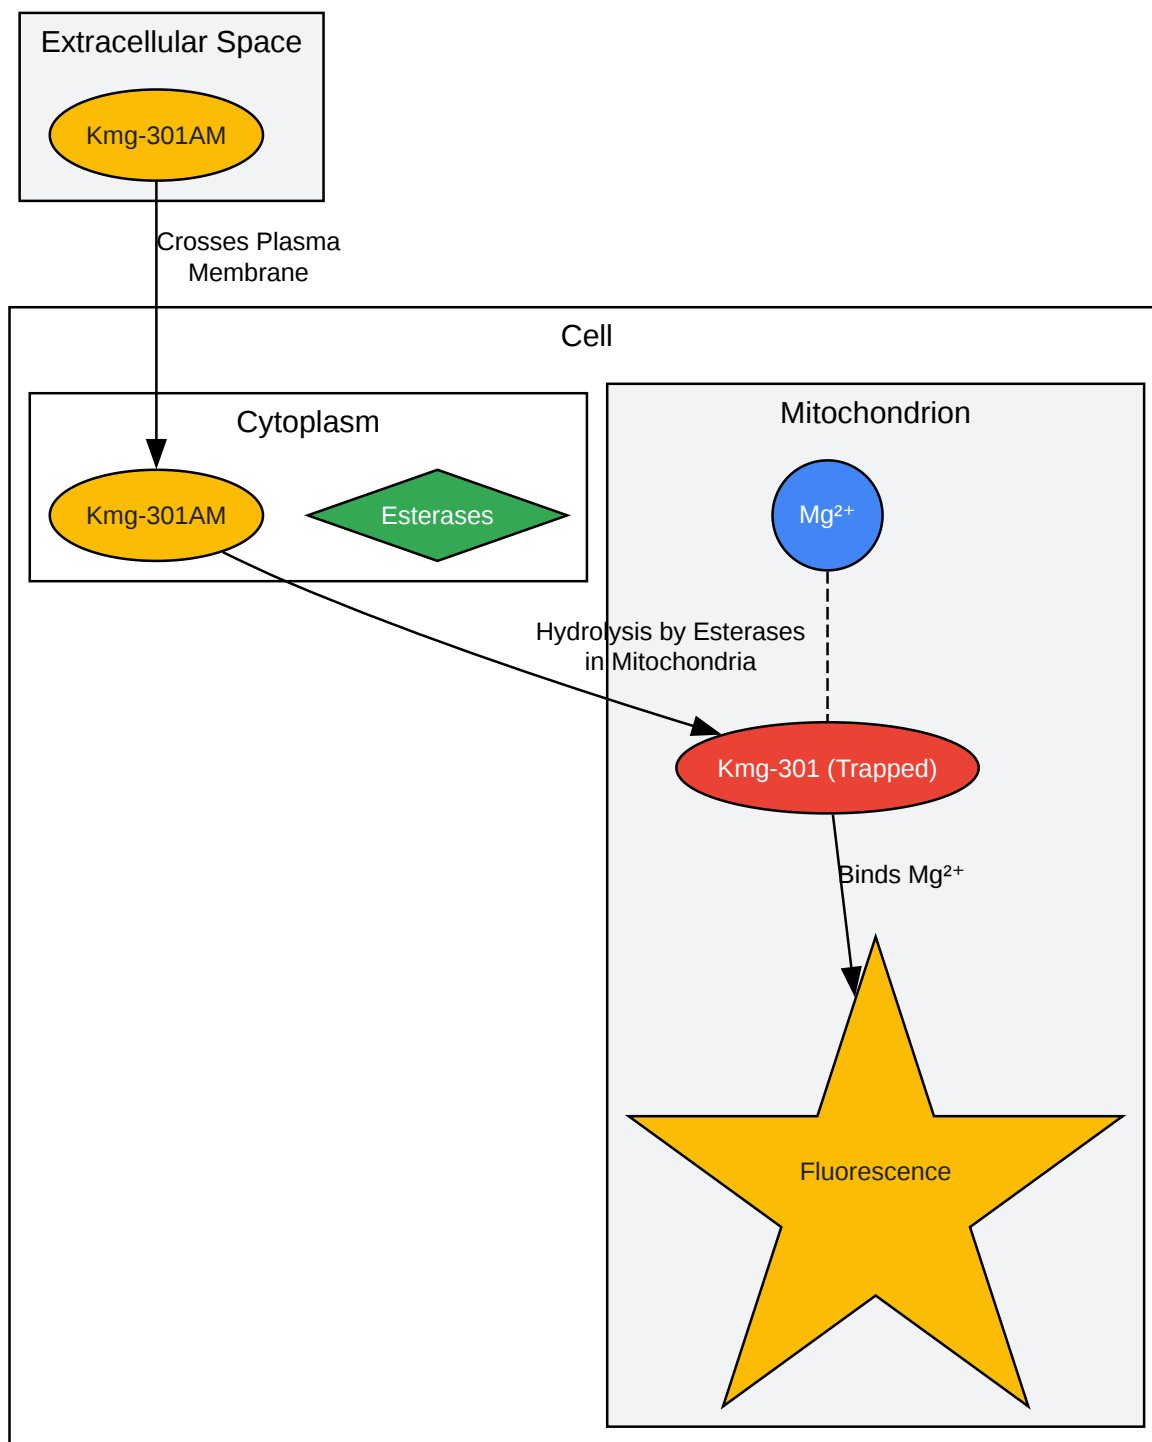 Extracellular Space
Kmg-301AM
Crosses Plasma
Membrane
Cell
Cytoplasm
Kmg-301AM
Esterases
Mitochondrion
Mg²⁺
Hydrolysis by Esterases
in Mitochondria
Kmg-301 (Trapped)
Binds Mg²⁺
Fluorescence